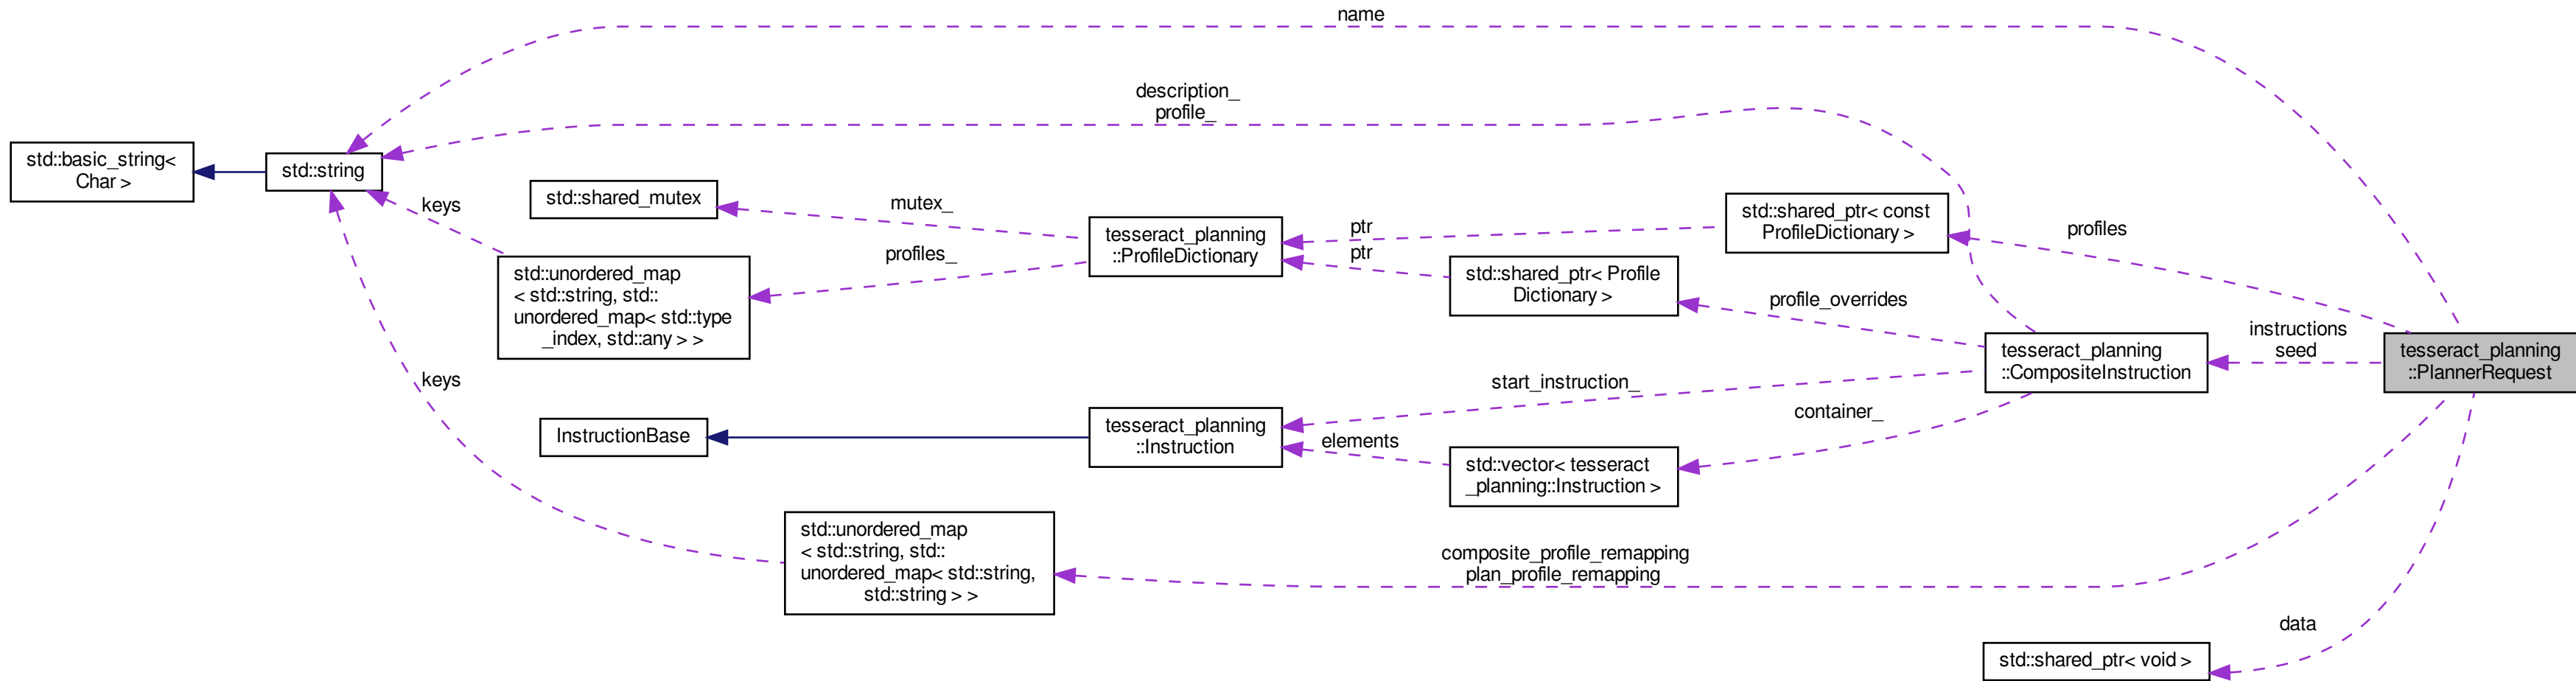 name
description_
profile_
std::basic_string<
Char >
std::string
keys
std::shared_mutex
mutex_
tesseract_planning
::ProfileDictionary
ptr
ptr
std::shared_ptr< const
ProfileDictionary >
profiles
profiles_
std::unordered_map
< std::string, std::
unordered_map< std::type
_index, std::any > >
std::shared_ptr< Profile
Dictionary >
profile_overrides
instructions
seed
tesseract_planning
::CompositeInstruction
tesseract_planning
::PlannerRequest
keys
start_instruction_
container_
InstructionBase
tesseract_planning
::Instruction
elements
std::vector< tesseract
_planning::Instruction >
std::unordered_map
< std::string, std::
unordered_map< std::string,
std::string > >
composite_profile_remapping
plan_profile_remapping
data
std::shared_ptr< void >